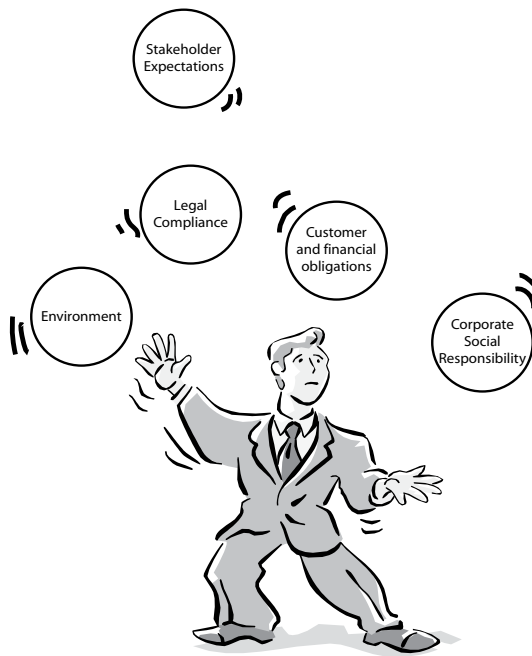 Stakeholder
Expectations
Legal
Compliance
Customer
and financial
obligations
Environment
Corporate
Social
Responsibility